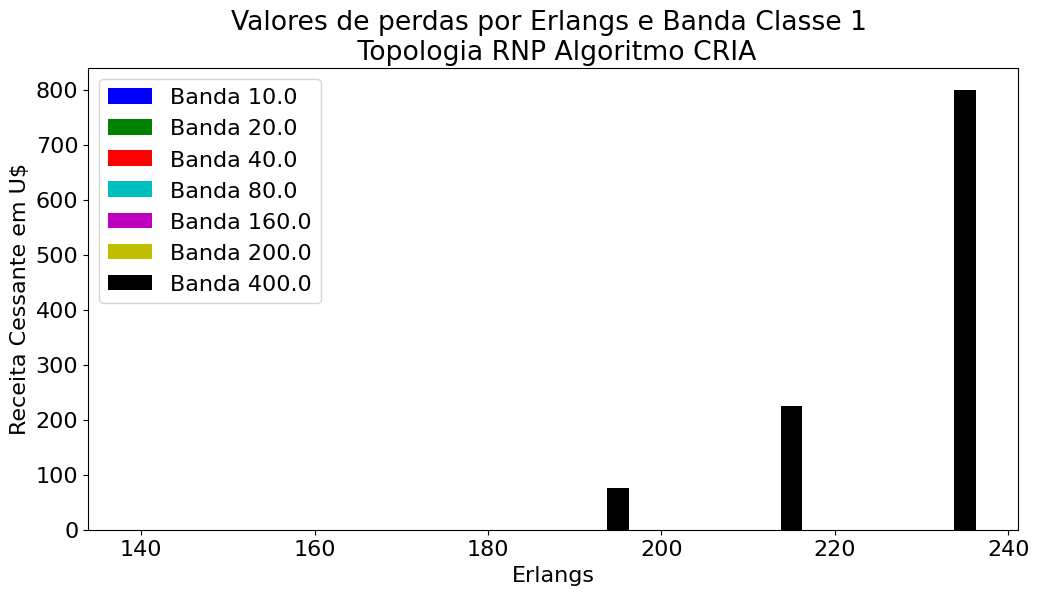 Valores de perdas por Erlangs e Banda Classe 1
Topologia RNP Algoritmo CRIA
Receita Cessante em U$
800
700
600
500
400
300
200
100
0
Banda 10.0
Banda 20.0
Banda 40.0
Banda 80.0
Banda 160.0
Banda 200.0
Banda 400.0
140 160 180 200 220 240
Erlangs